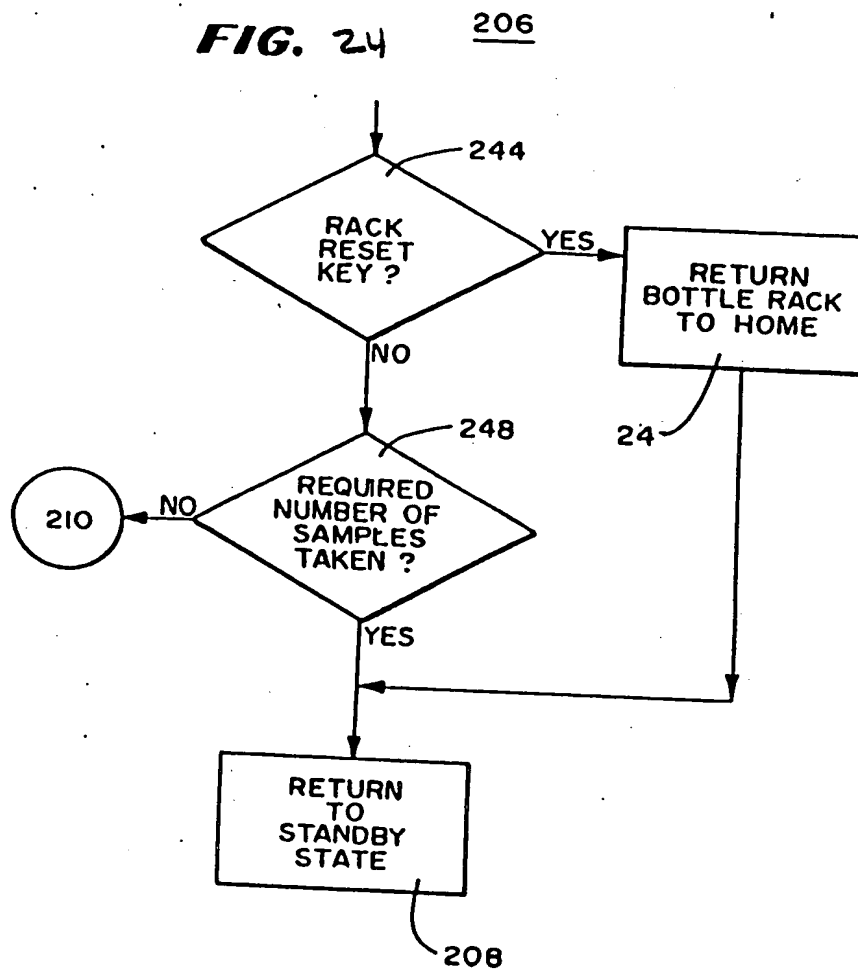 FIG. 24
206
244
RACK
RESET
KEY ?
YES
RETURN
BOTTLE RACK
TO HOME
NO
24
248
REQUIRED
NUMBER OF
SAMPLES
TAKEN ?
NO
210
YES
RETURN
TO
STANDBY
STATE
208